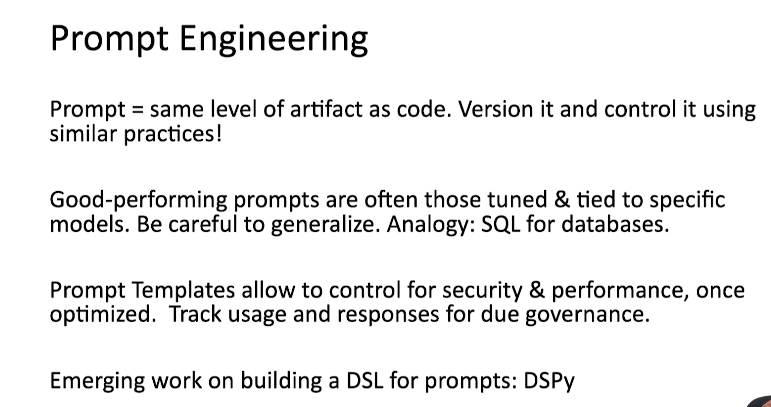 Prompt Engineering
Prompt = same level of artifact as code. Version it and control it using
similar practices!
Good-performing prompts are often those tuned & tied to specific
models. Be careful to generalize. Analogy: SQL for databases.
Prompt Templates allow to control for security & performance, once
optimized.  Track usage and responses for due governance.
Emerging work on building a DSL for prompts: DSPy